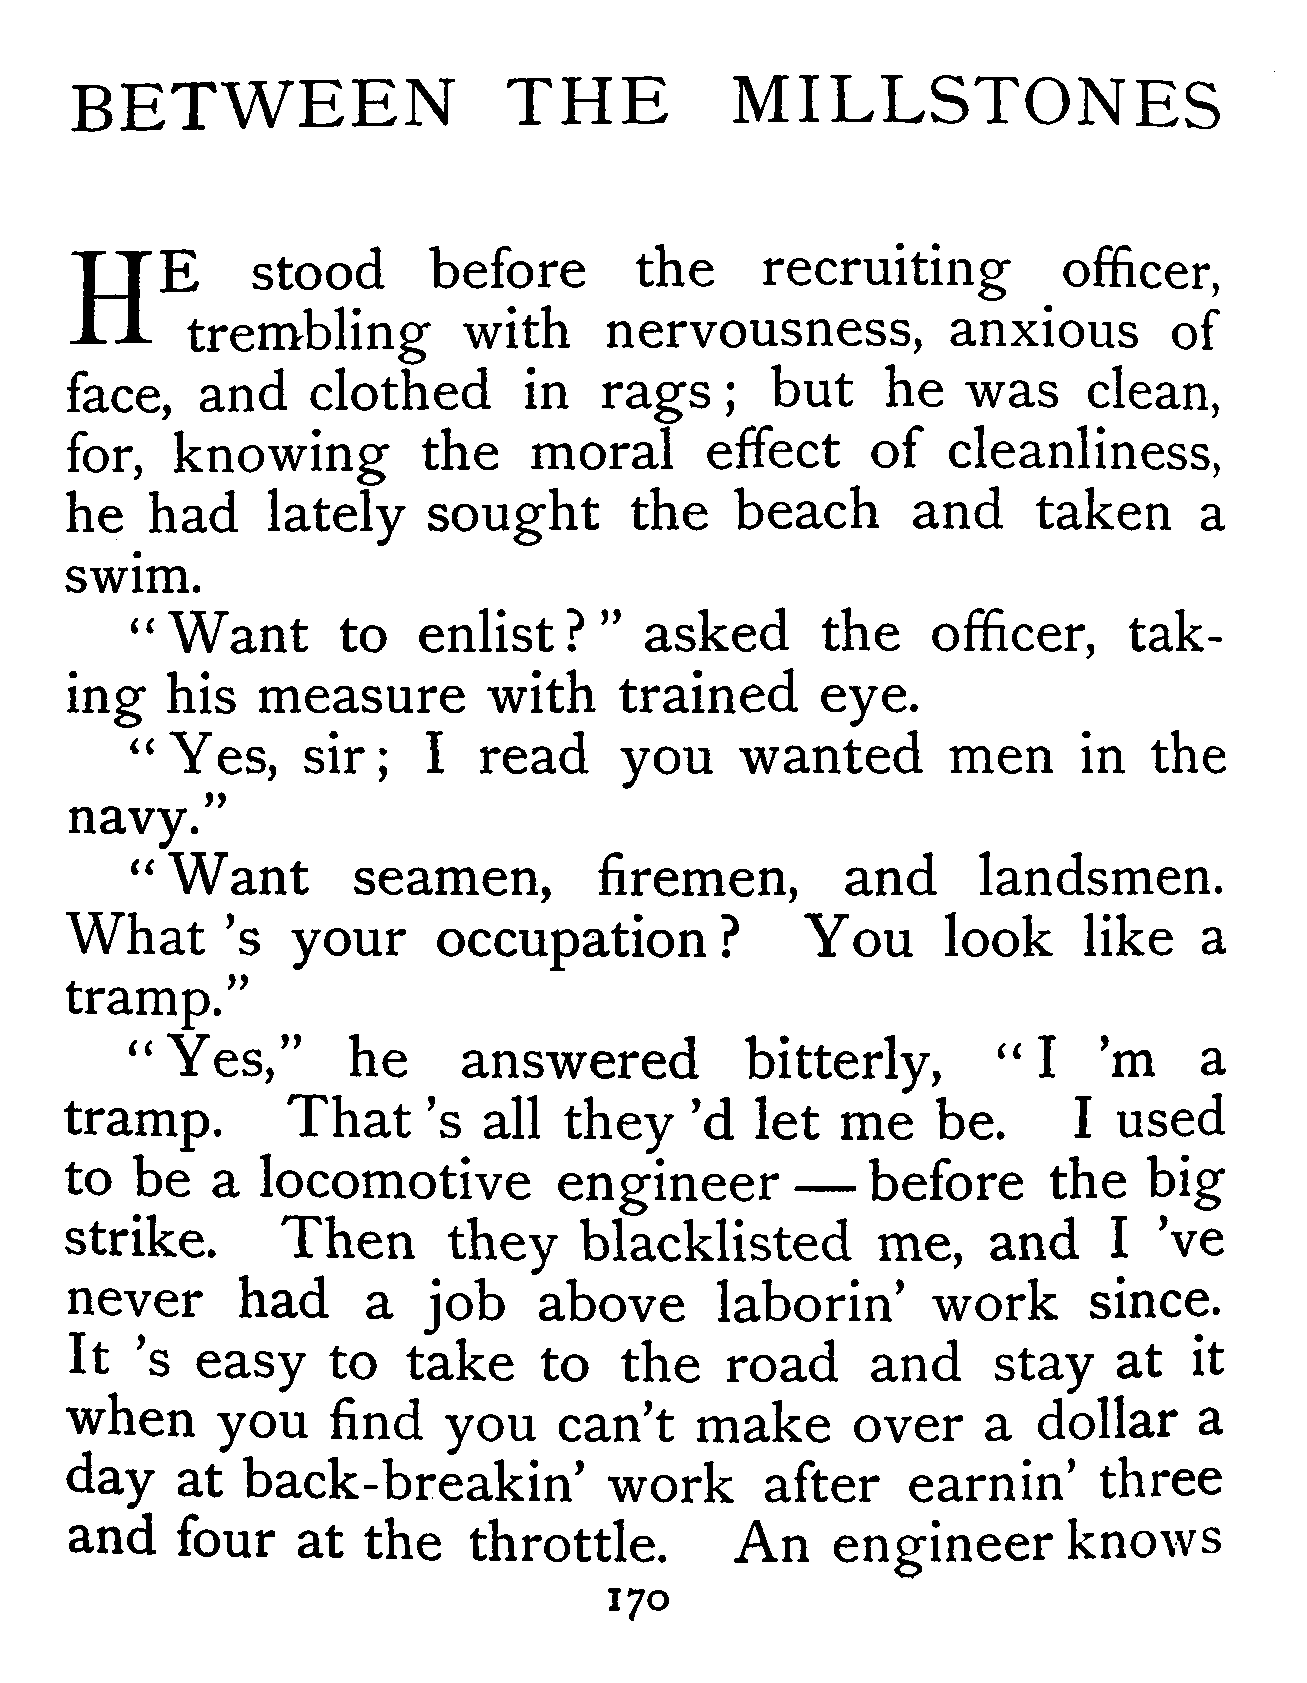 BETWEEN THE MILLSTONES
HE stood before the recruiting officer,
trembling with nervousness, anxious of
face, and clothed in rags; but he was clean,
for, knowing the moral effect of cleanliness,
he had lately sought the beach and taken a
swim.
“Want to enlist?” asked the officer, tak-
ing his measure with trained eye.
“Yes, sir; I read you wanted men in the
navy.”
“Want seamen, firemen, and landsmen.
What ’s your occupation? You look like a
tramp.”
“Yes,” he answered bitterly, “I ’m a
tramp. That ’s all they ’d let me be. I used
to be a locomotive engineer — before the big
strike. Then they blacklisted me, and I ’ve
never had a job above laborin’ work since.
It ’s easy to take to the road and stay at it
when you find you can’t make over a dollar a
day at back-breakin’ work after earnin’ three
and four at the throttle. An engineer knows
170